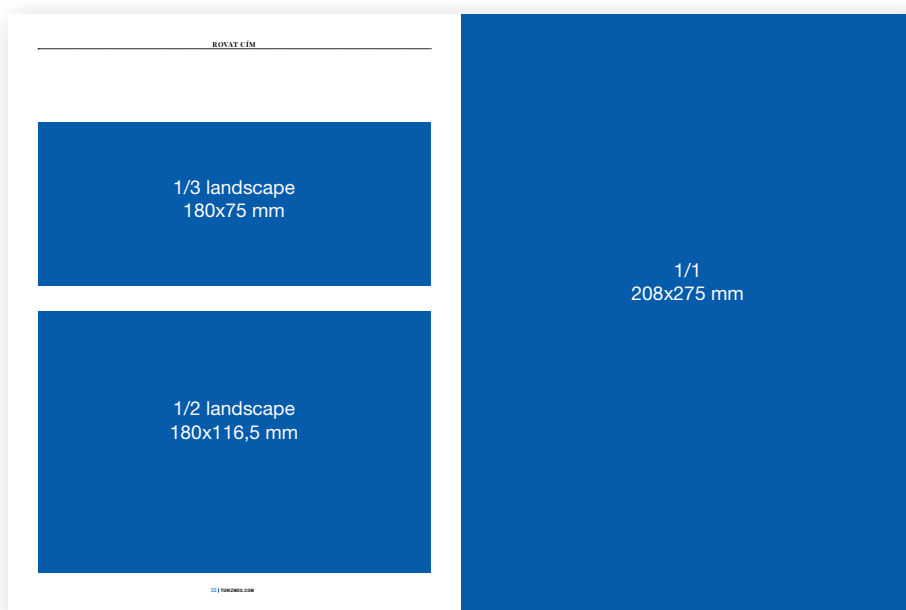 ROVAT CÍM
1/3 landscape
180x75 mm
1/2 landscape
180x116,5 mm
32 | TURIZMUS.COM
1/1
208x275 mm